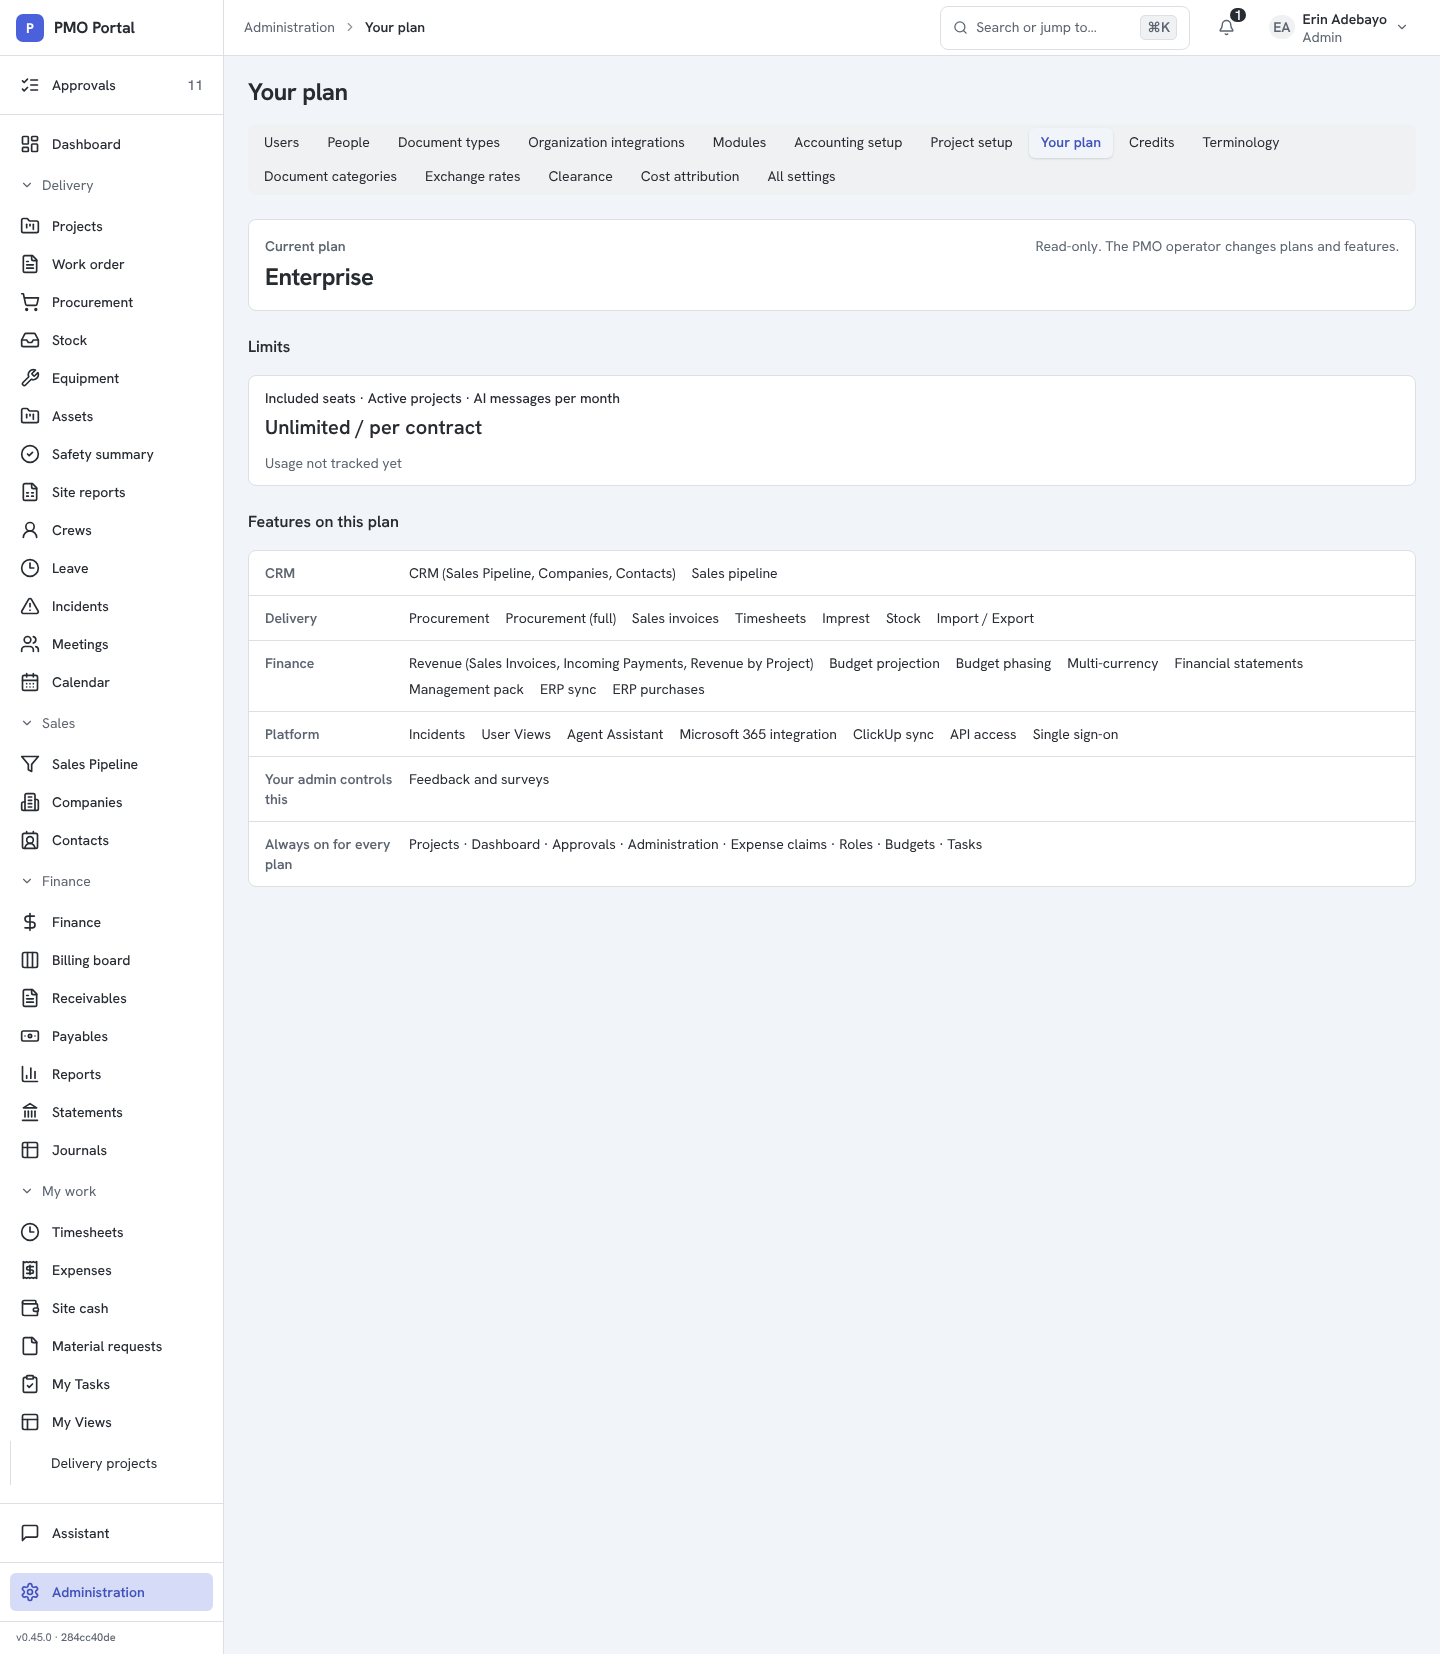 P PMO Portal
Administration > Your plan
Search or jump to... ⌘K
1
EA Erin Adebayo
Admin
Approvals 11
Dashboard
Delivery
Projects
Work order
Procurement
Stock
Equipment
Assets
Safety summary
Site reports
Crews
Leave
Incidents
Meetings
Calendar
Sales
Sales Pipeline
Companies
Contacts
Finance
Finance
Billing board
Receivables
Payables
Reports
Statements
Journals
My work
Timesheets
Expenses
Site cash
Material requests
My Tasks
My Views
Delivery projects
Assistant
Administration
v0.45.0 · 284cc40de
Your plan
Users People Document types Organization integrations Modules Accounting setup Project setup Your plan Credits Terminology
Document categories Exchange rates Clearance Cost attribution All settings
Current plan Read-only. The PMO operator changes plans and features.
Enterprise
Limits
Included seats · Active projects · AI messages per month
Unlimited / per contract
Usage not tracked yet
Features on this plan
CRM CRM (Sales Pipeline, Companies, Contacts) Sales pipeline
Delivery Procurement Procurement (full) Sales invoices Timesheets Imprest Stock Import / Export
Finance Revenue (Sales Invoices, Incoming Payments, Revenue by Project) Budget projection Budget phasing Multi-currency Financial statements
Management pack ERP sync ERP purchases
Platform Incidents User Views Agent Assistant Microsoft 365 integration ClickUp sync API access Single sign-on
Your admin controls Feedback and surveys
this
Always on for every Projects · Dashboard · Approvals · Administration · Expense claims · Roles · Budgets · Tasks
plan